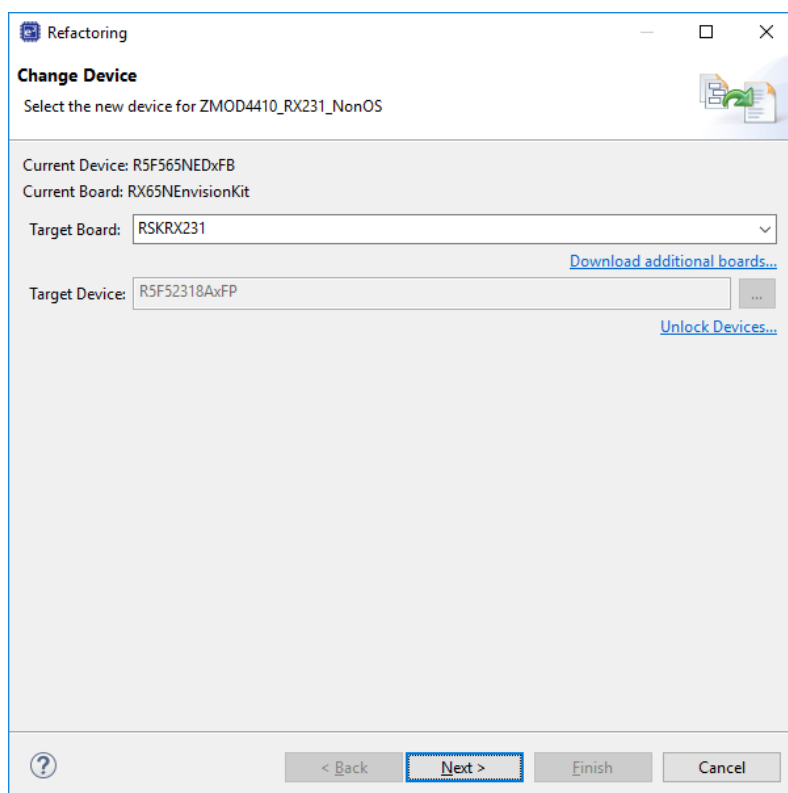 Refactoring
Change Device
Select the new device for ZMOD4410_RX231_NonOS
Current Device: R5F565NEDxFB
Current Board: RX65NEnvisionKit
Target Board: RSKRX231
Download additional boards...
Target Device: R5F52318AxFP ...
Unlock Devices...
? < Back Next > Finish Cancel